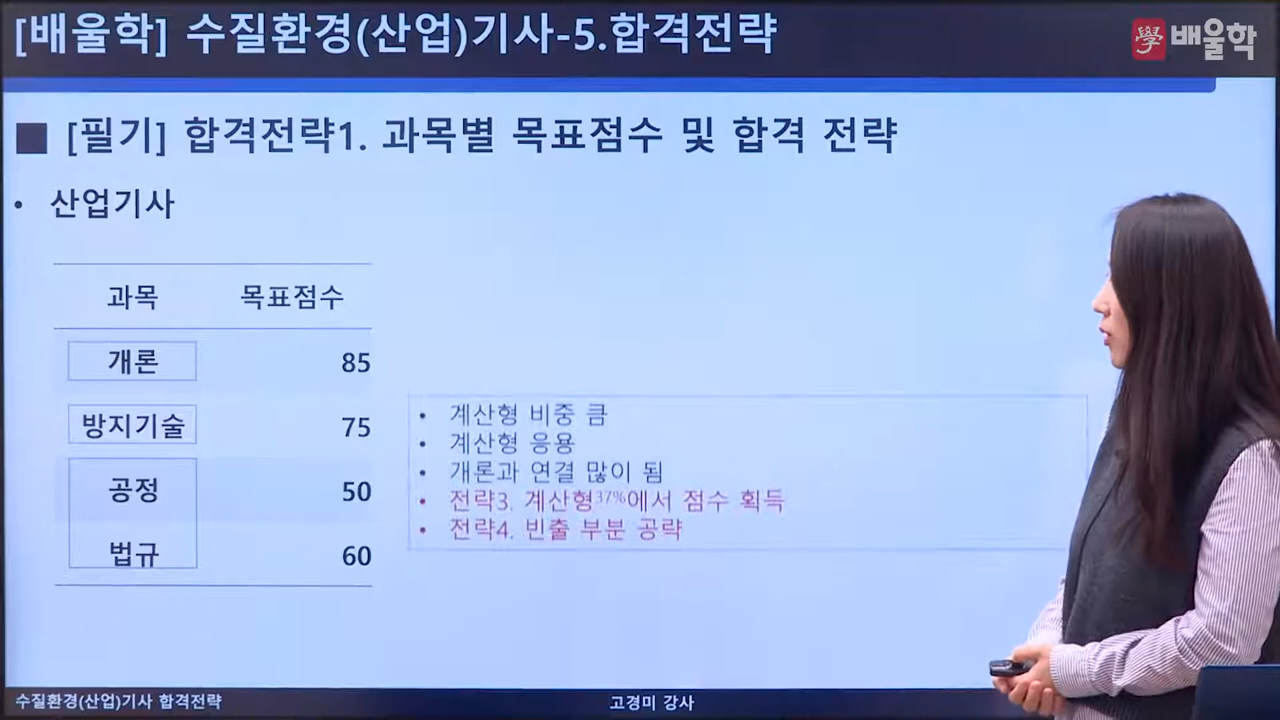 [배울학] 수질환경(산업)기사-5.합격전략
學 배울학
■ [필기] 합격전략1. 과목별 목표점수 및 합격 전략
• 산업기사
과목 목표점수
개론 85
방지기술 75
공정 50
법규 60
• 계산형 비중 큼
• 계산형 응용
• 개론과 연결 많이 됨
• 전략3. 계산형37%에서 점수 획득
• 전략4. 빈출 부분 공략
수질환경(산업)기사 합격전략
고경미 강사